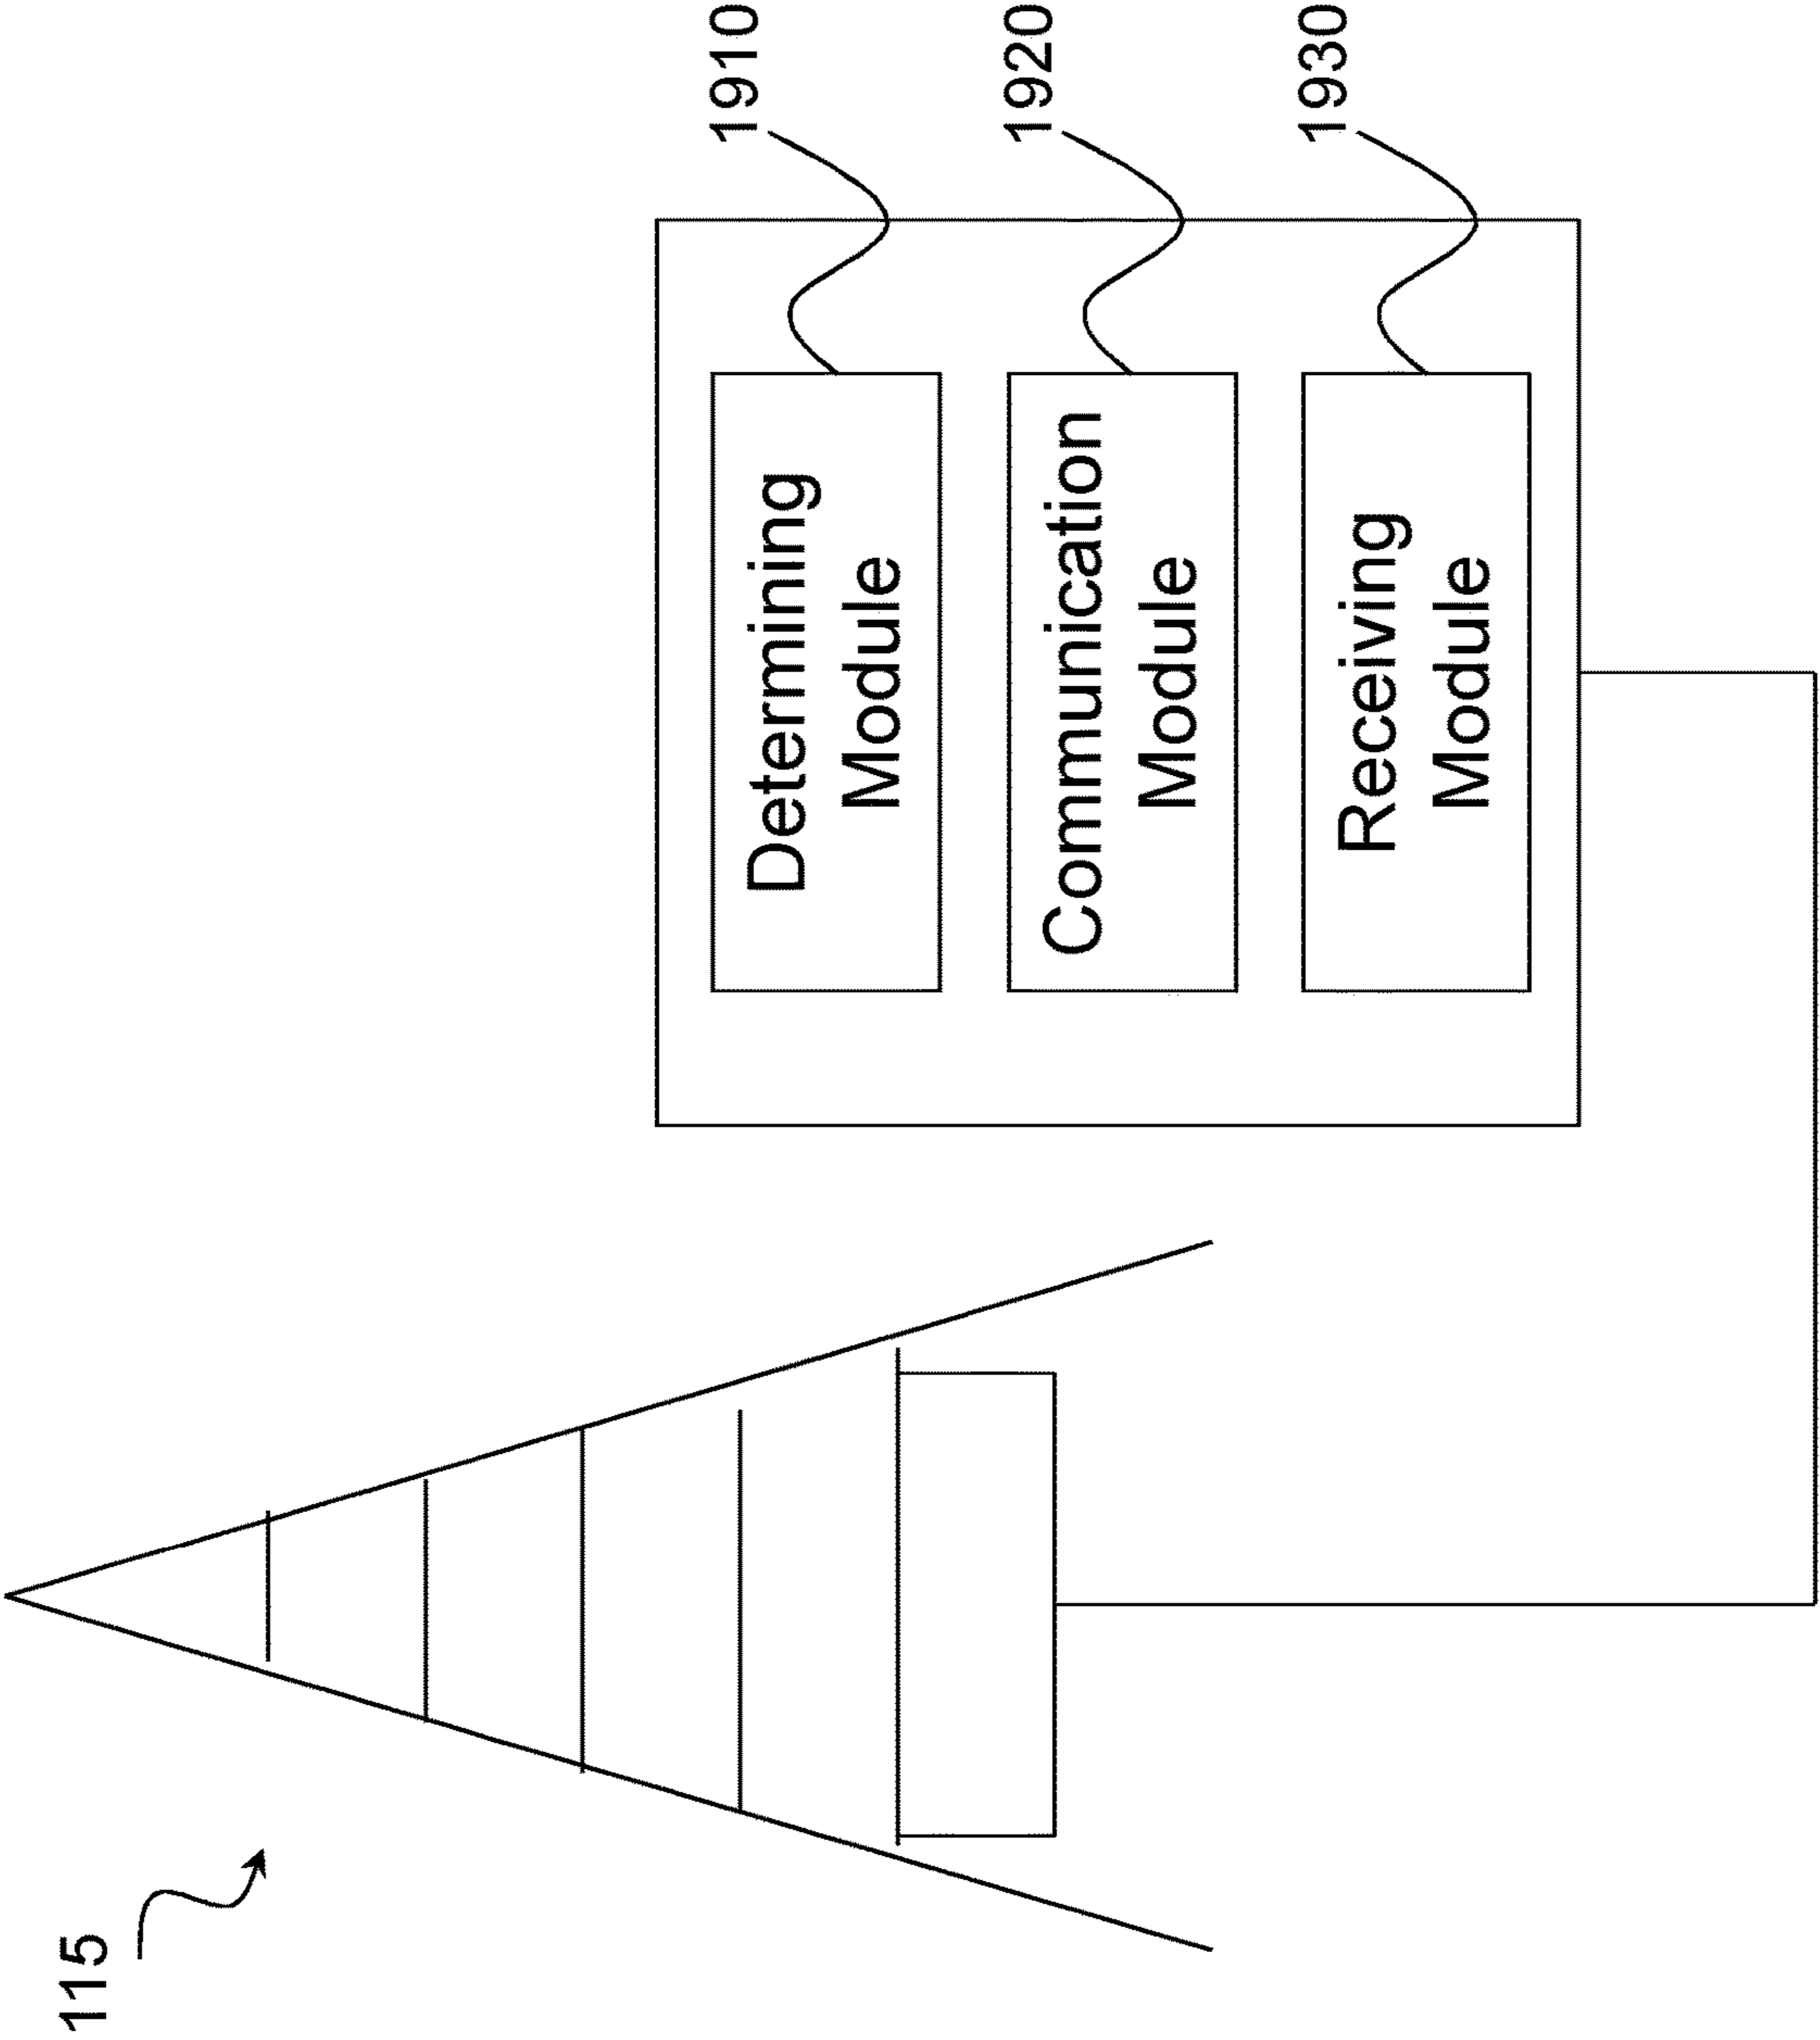 115
Determining
Module
1910
Communication
Module
1920
Receiving
Module
1930